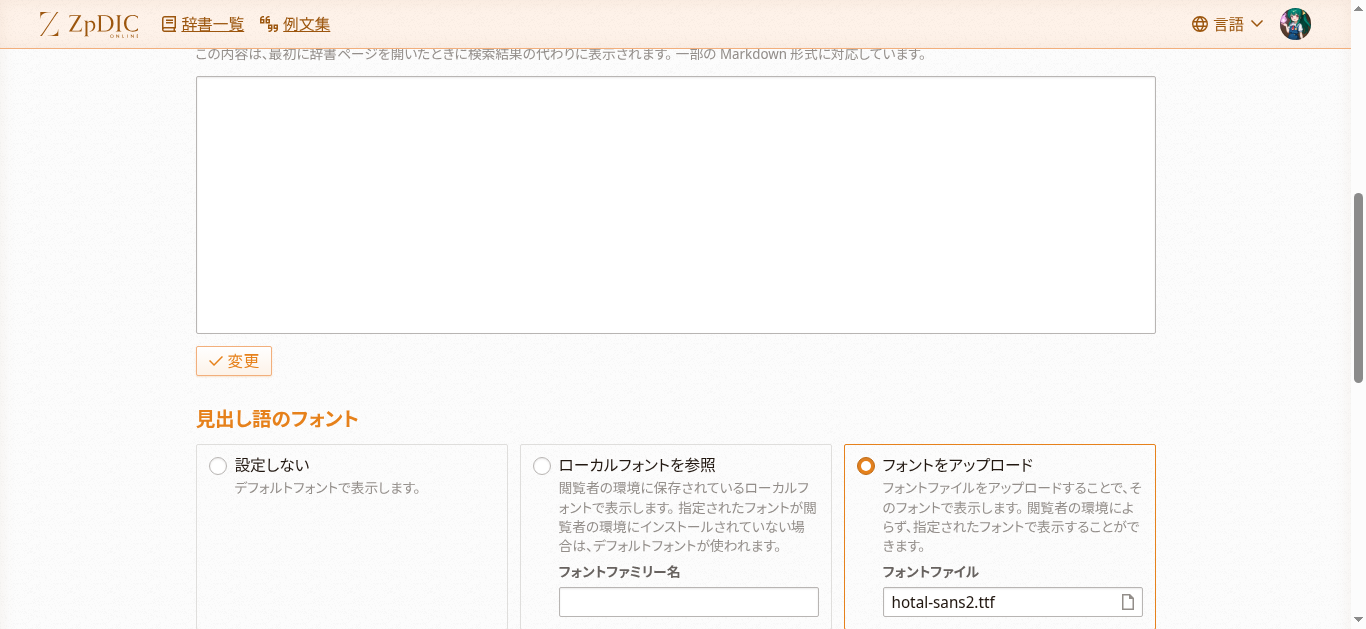 ZpDIC ONLINE 辞書一覧 例文集 言語
この内容は、最初に辞書ページを開いたときに検索結果の代わりに表示されます。一部の Markdown 形式に対応しています。
変更
見出し語のフォント
設定しない
デフォルトフォントで表示します。
ローカルフォントを参照
閲覧者の環境に保存されているローカルフ
ォントで表示します。指定されたフォントが閲
覧者の環境にインストールされていない場
合は、デフォルトフォントが使われます。
フォントファミリー名
フォントをアップロード
フォントファイルをアップロードすることで、そ
のフォントで表示します。閲覧者の環境によ
らず、指定されたフォントで表示することがで
きます。
フォントファイル
hotal-sans2.ttf